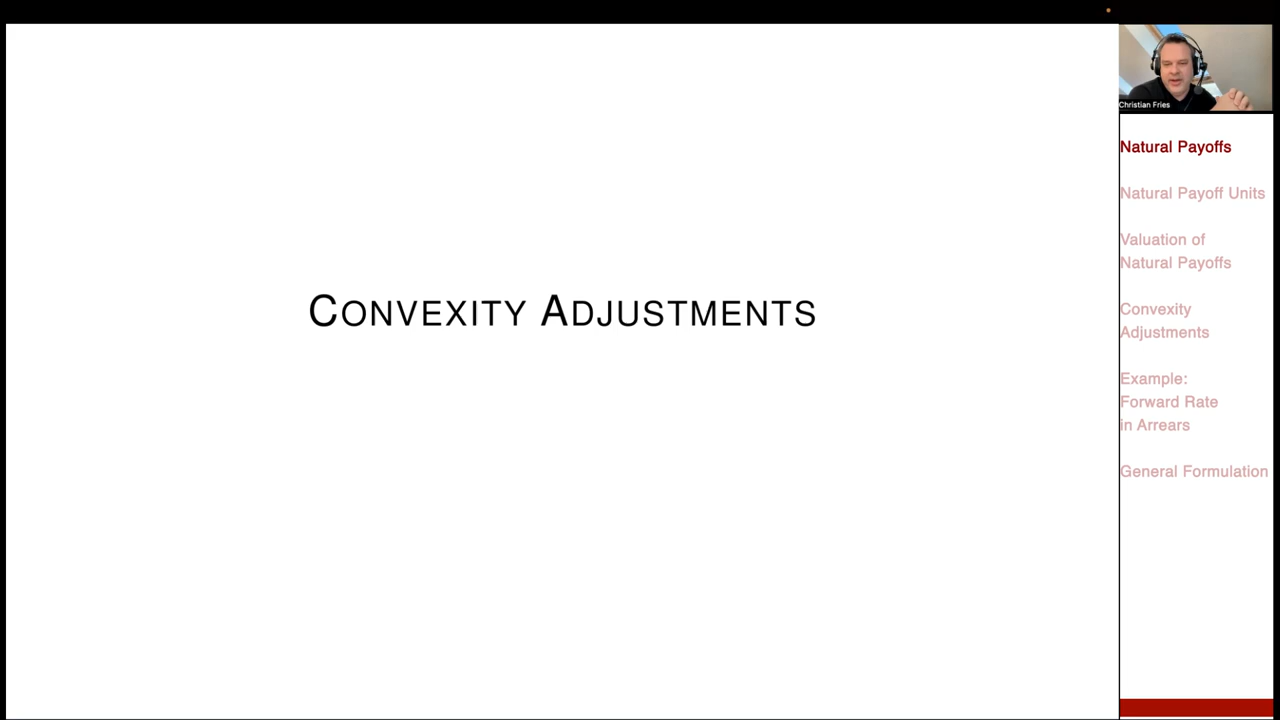 CONVEXITY ADJUSTMENTS
Christian Fries
Natural Payoffs
Natural Payoff Units
Valuation of
Natural Payoffs
Convexity
Adjustments
Example:
Forward Rate
in Arrears
General Formulation